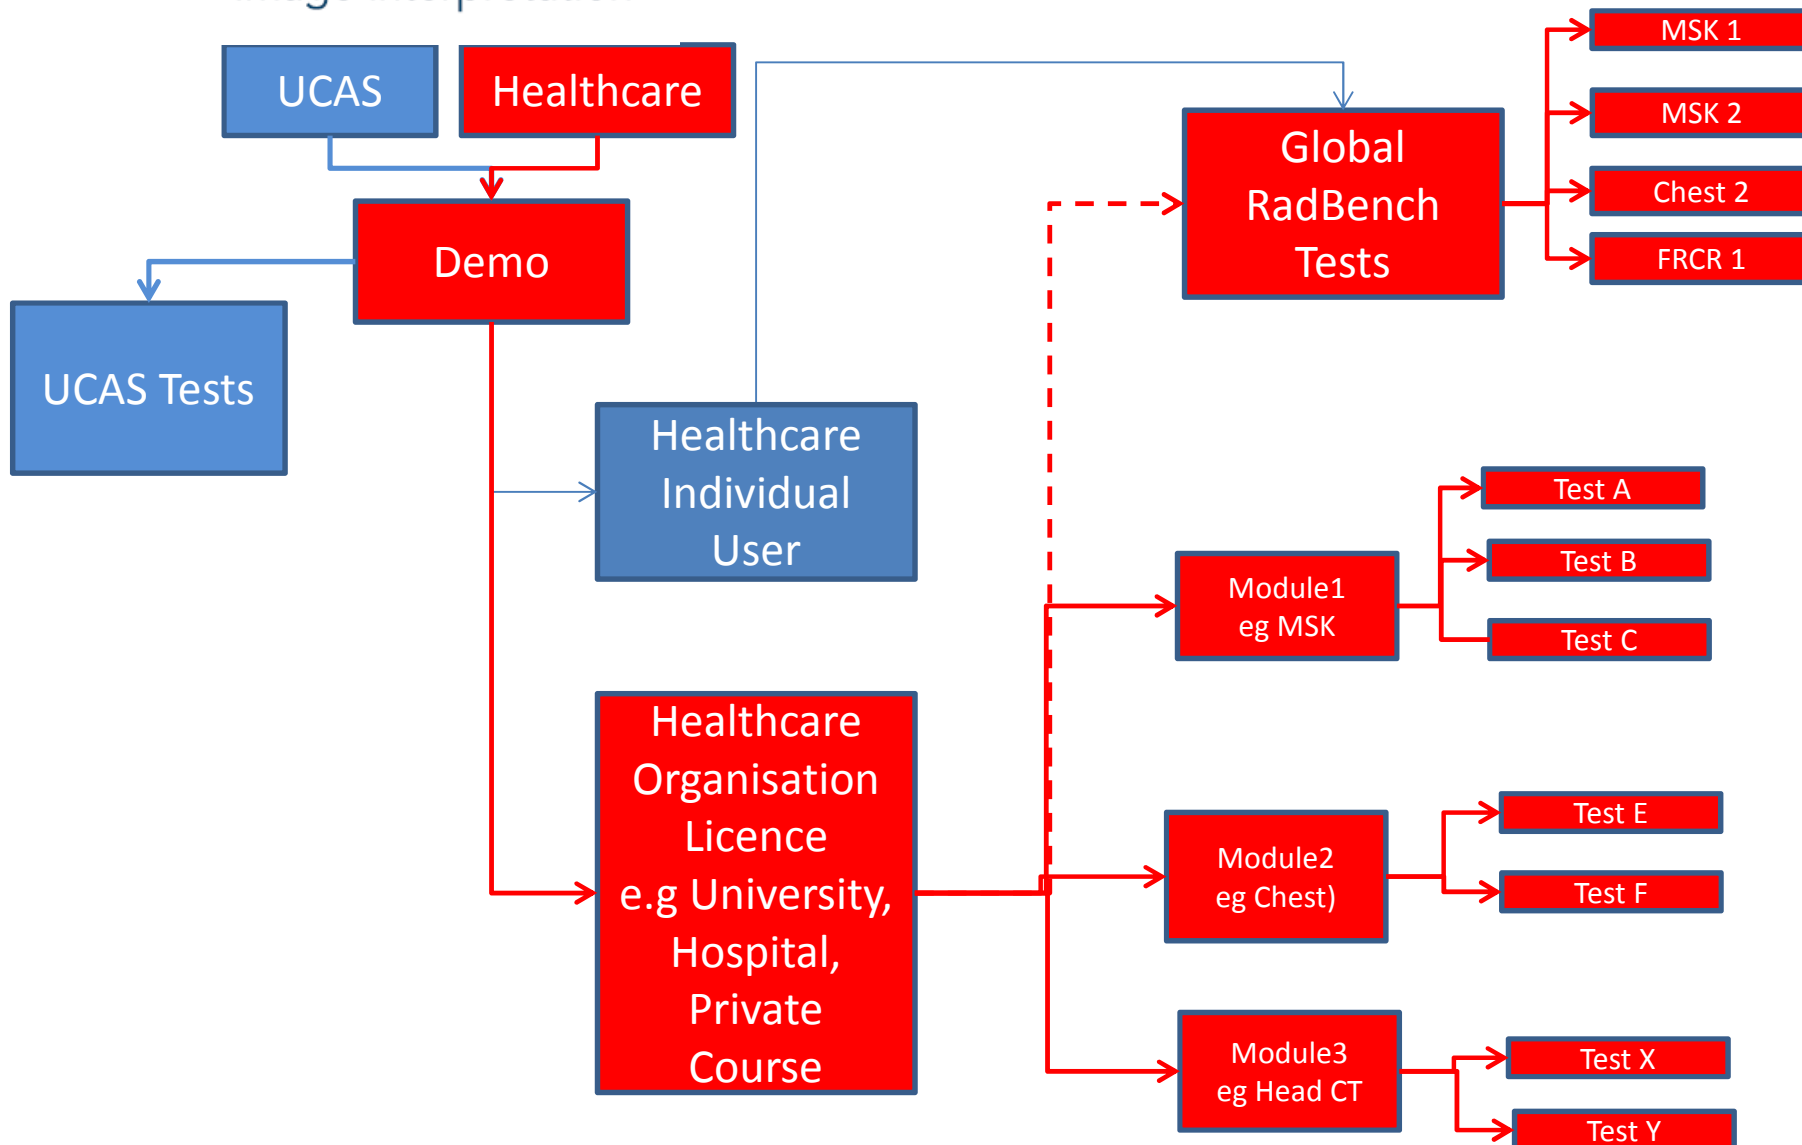 UCAS
Healthcare
Demo
UCAS Tests
Healthcare
Individual
User
Healthcare
Organisation
Licence
e.g University,
Hospital,
Private
Course
Global
RadBench
Tests
MSK 1
MSK 2
Chest 2
FRCR 1
Module1
eg MSK
Test A
Test B
Test C
Module2
eg Chest)
Test E
Test F
Module3
eg Head CT
Test X
Test Y